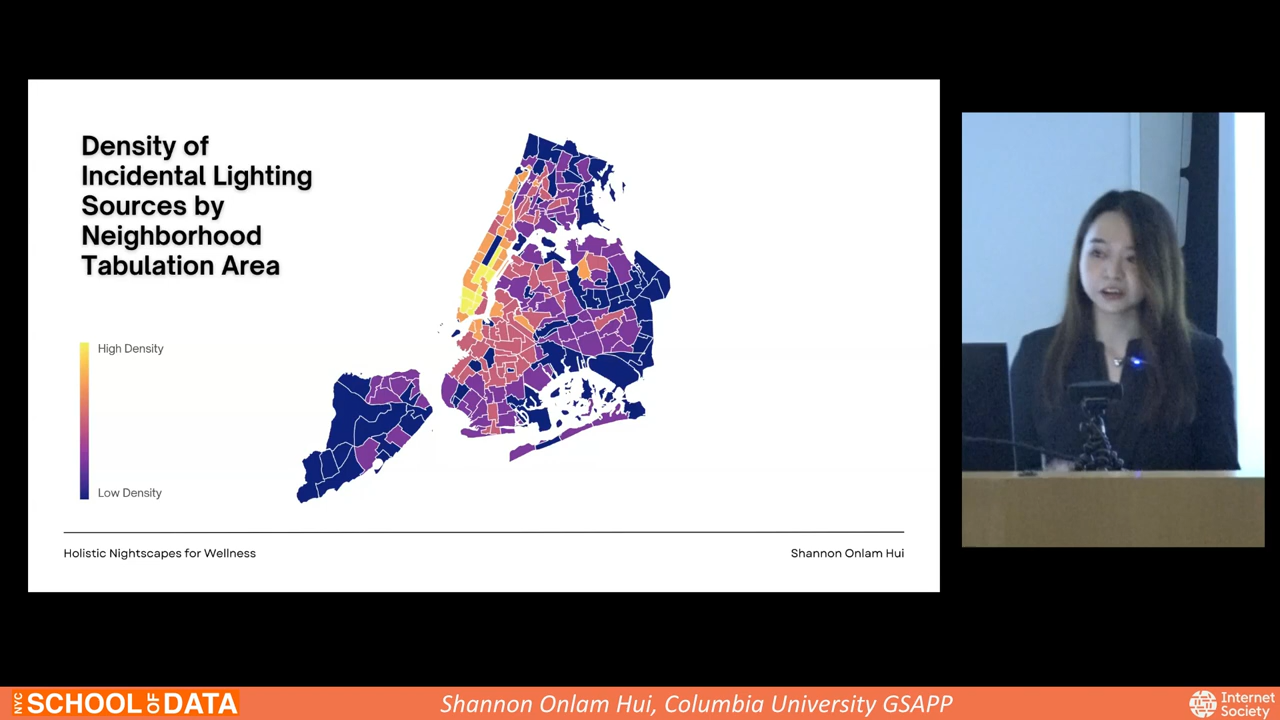 Density of
Incidental Lighting
Sources by
Neighborhood
Tabulation Area
High Density
Low Density
Holistic Nightscapes for Wellness
Shannon Onlam Hui
NYC SCHOOL OF DATA
Shannon Onlam Hui, Columbia University GSAPP
Internet
Society